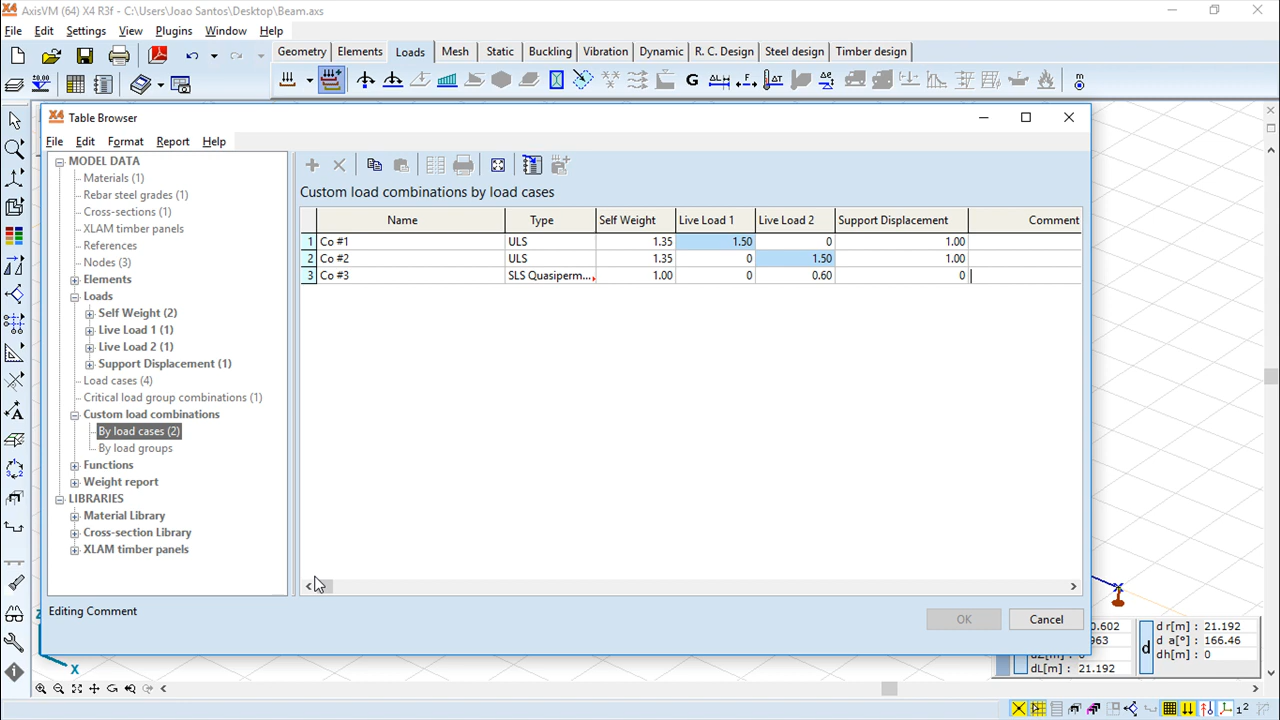 AxisVM (64) X4 R3f - C:\Users\Joao Santos\Desktop\Beam.axs
File Edit Settings View Plugins Window Help
Geometry Elements Loads Mesh Static Buckling Vibration Dynamic R. C. Design Steel design Timber design
X4 Table Browser
File Edit Format Report Help
MODEL DATA
Materials (1)
Rebar steel grades (1)
Cross-sections (1)
XLAM timber panels
References
Nodes (3)
Elements
Loads
Self Weight (2)
Live Load 1 (1)
Live Load 2 (1)
Support Displacement (1)
Load cases (4)
Critical load group combinations (1)
Custom load combinations
By load cases (2)
By load groups
Functions
Weight report
LIBRARIES
Material Library
Cross-section Library
XLAM timber panels
Custom load combinations by load cases
Name Type Self Weight Live Load 1 Live Load 2 Support Displacement Comment
1 Co #1 ULS 1.35 1.50 0 1.00
2 Co #2 ULS 1.35 0 1.50 1.00
3 Co #3 SLS Quasiperm... 1.00 0 0.60 0
Editing Comment
OK Cancel
0.602 d r[m] : 21.192
963 d d a[°] : 166.46
dZ[m] : 0 dh[m] : 0
dL[m] : 21.192
X